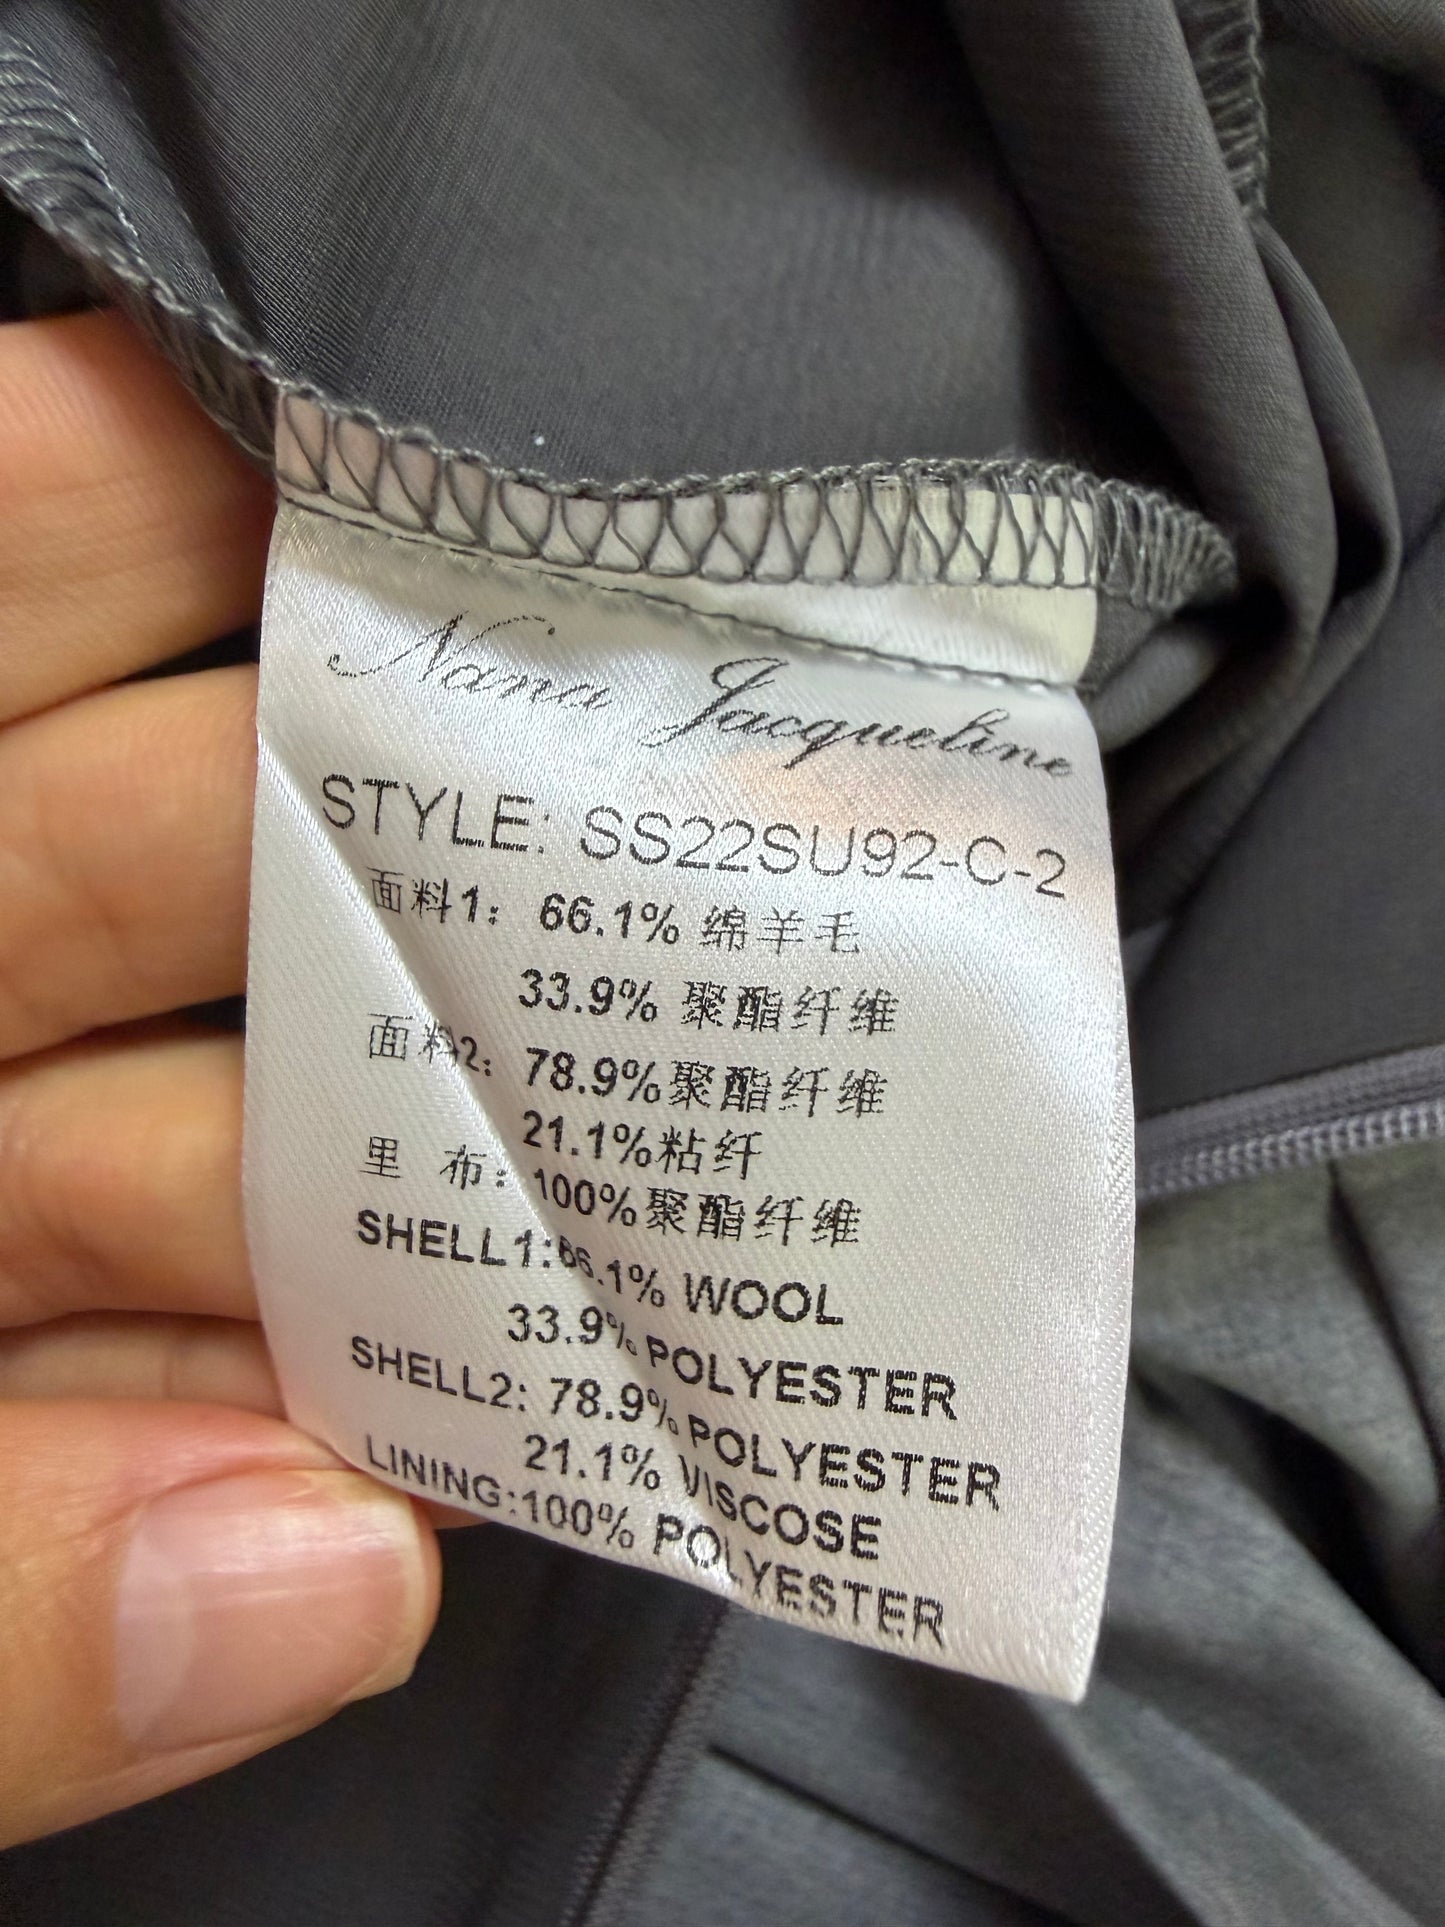 Nana Jacqueline
STYLE: SS22SU92-C-2
面料1: 66.1% 绵羊毛
33.9% 聚酯纤维
面料2: 78.9%聚酯纤维
21.1%粘纤
里 布: 100%聚酯纤维
SHELL1:66.1% WOOL
33.9% POLYESTER
SHELL2: 78.9% POLYESTER
21.1% VISCOSE
LINING:100% POLYESTER